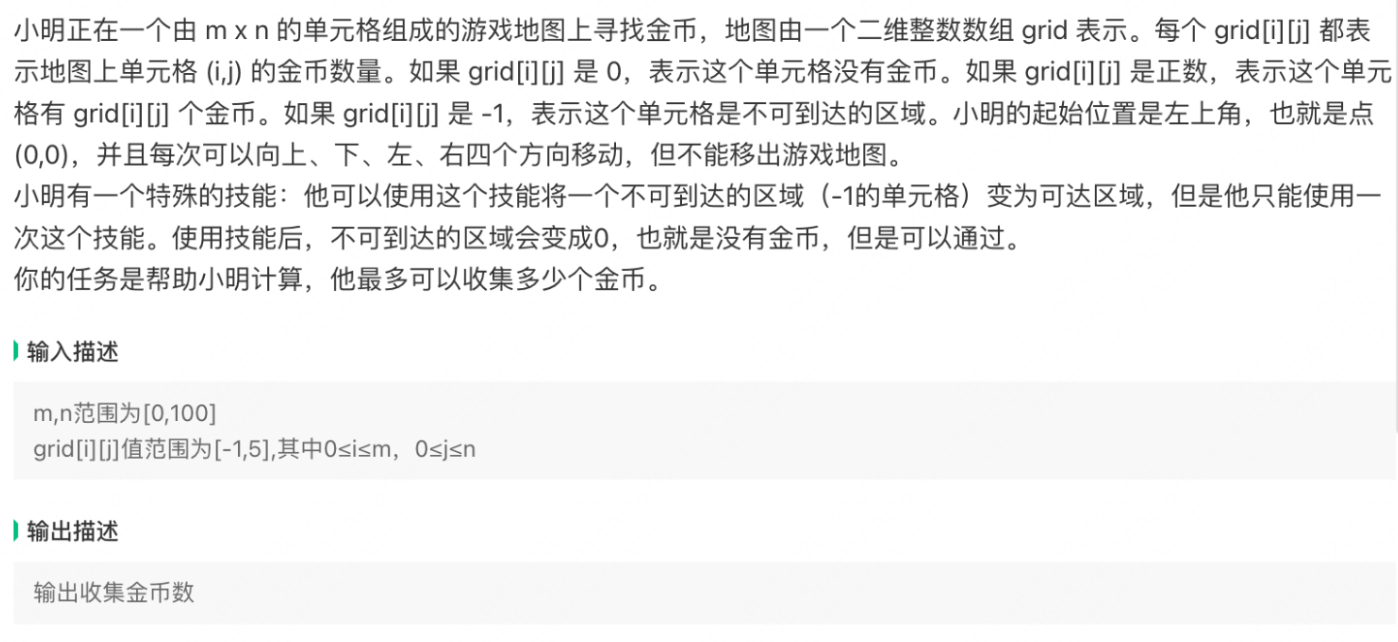 小明正在一个由 m x n 的单元格组成的游戏地图上寻找金币，地图由一个二维整数数组 grid 表示。每个 grid[i][j] 都表
示地图上单元格 (i,j) 的金币数量。如果 grid[i][j] 是 0，表示这个单元格没有金币。如果 grid[i][j] 是正数，表示这个单元
格有 grid[i][j] 个金币。如果 grid[i][j] 是 -1，表示这个单元格是不可到达的区域。小明的起始位置是左上角，也就是点
(0,0)，并且每次可以向上、下、左、右四个方向移动，但不能移出游戏地图。
小明有一个特殊的技能：他可以使用这个技能将一个不可到达的区域（-1的单元格）变为可达区域，但是他只能使用一
次这个技能。使用技能后，不可到达的区域会变成0，也就是没有金币，但是可以通过。
你的任务是帮助小明计算，他最多可以收集多少个金币。
输入描述
m,n范围为[0,100]
grid[i][j]值范围为[-1,5],其中0≤i≤m，0≤j≤n
输出描述
输出收集金币数